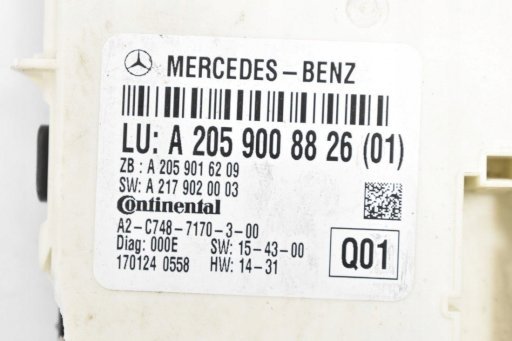 MERCEDES-BENZ
LU: A 205 900 88 26 (01)
ZB : A 205 901 62 09
SW: A 217 902 00 03
Continental
A2-C748-7170-3-00
Diag: 000E SW: 15-43-00
170124 0558 HW: 14-31
Q01